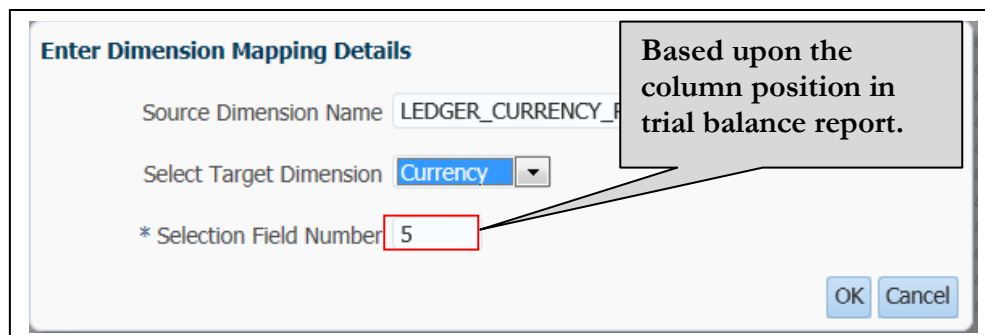 Enter Dimension Mapping Details
Based upon the
column position in
trial balance report.
Source Dimension Name LEDGER_CURRENCY_
Select Target Dimension Currency
* Selection Field Number 5
OK Cancel